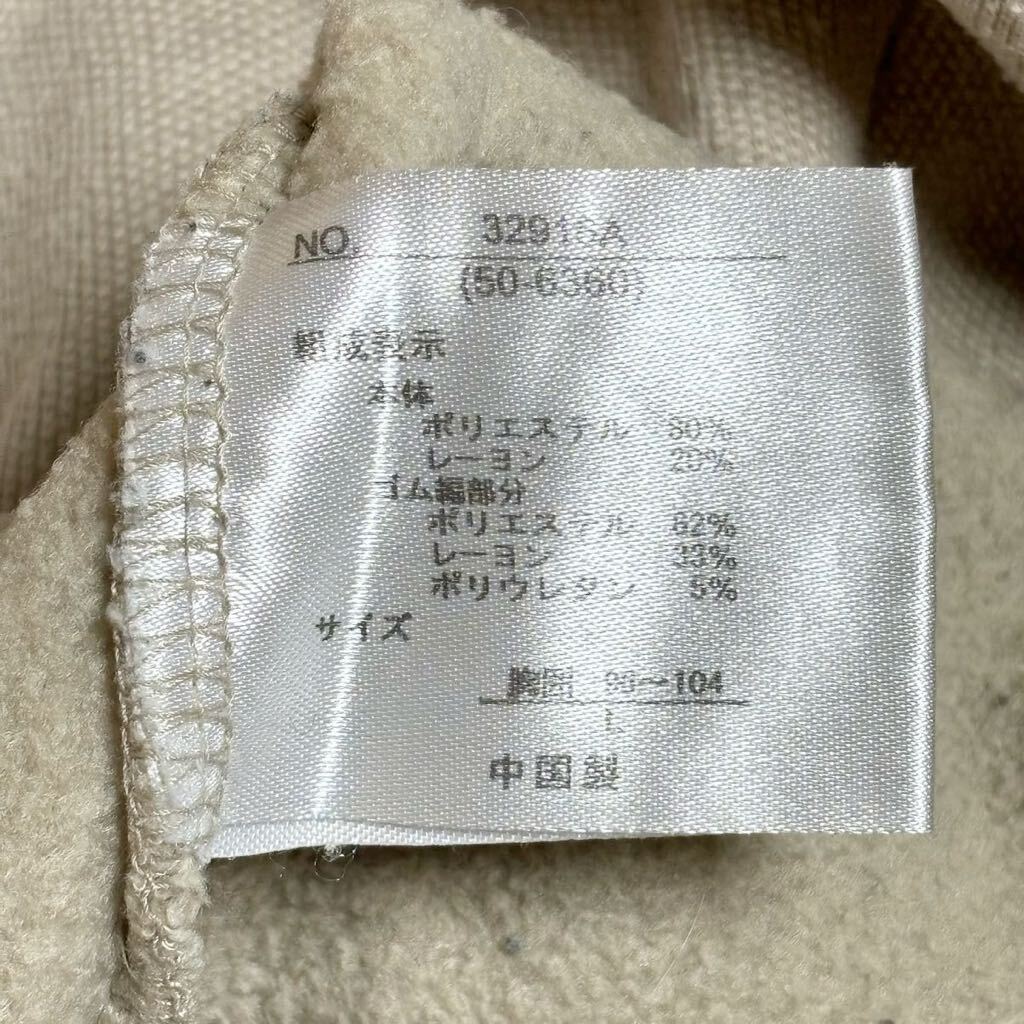 NO. 32916A
(50-6360)
組成表示
本体
ポリエステル 80%
レーヨン 20%
ゴム編部分
ポリエステル 62%
レーヨン 33%
ポリウレタン 5%
サイズ
胸囲 96〜104
L
中国製